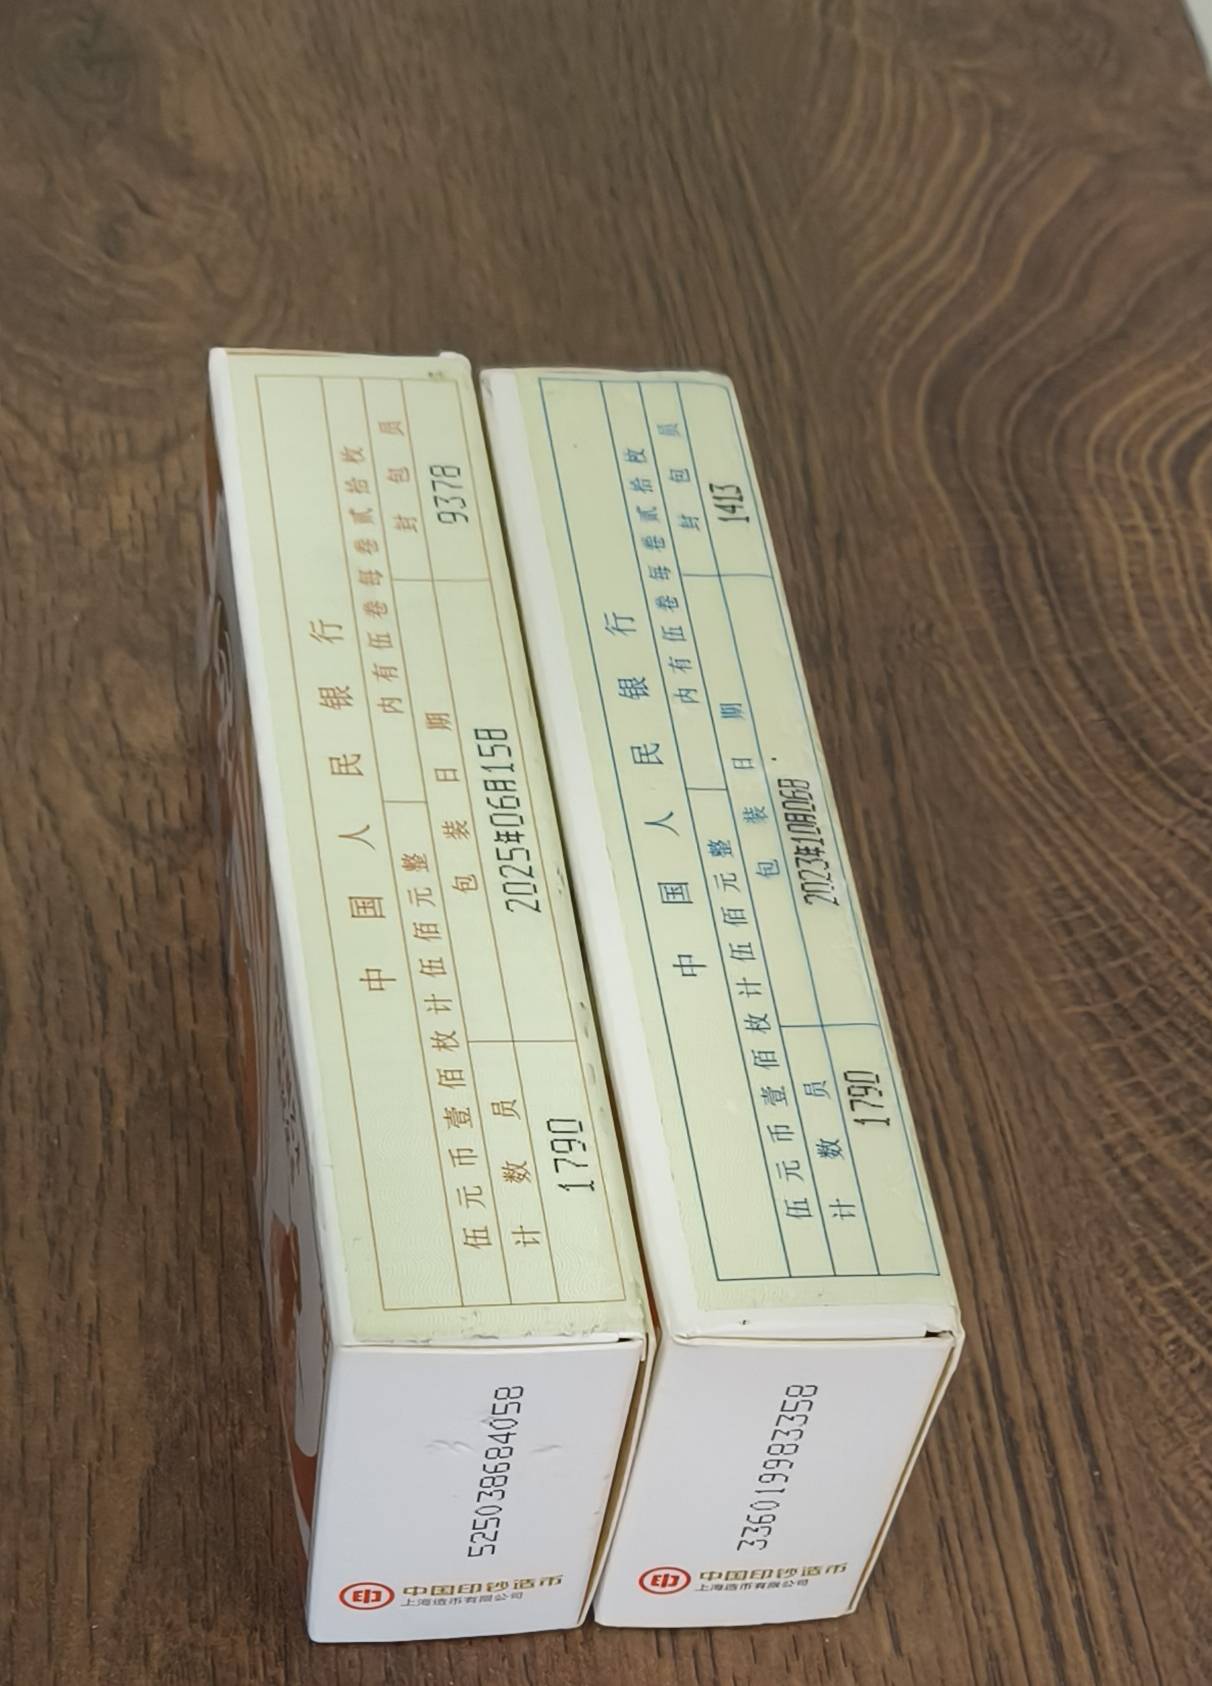 中国人民银行
伍元币壹佰枚计伍佰元整 内有伍卷每卷贰拾枚
计数员 包装日期 封包员
1790 2025年06月15日 9378
525038684058
中国印钞造币
上海造币有限公司
中国人民银行
伍元币壹佰枚计伍佰元整 内有伍卷每卷贰拾枚
计数员 包装日期 封包员
1790 2023年10月06日 1413
336019983358
中国印钞造币
上海造币有限公司